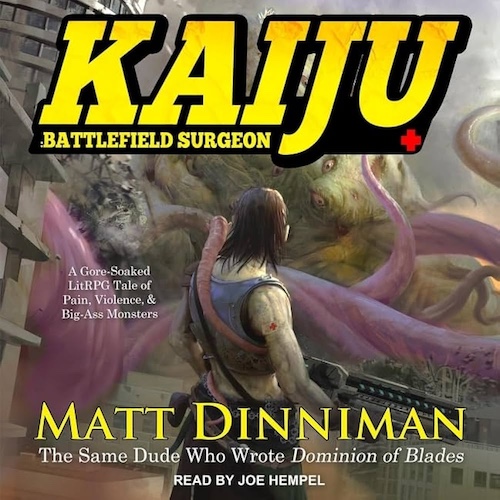 KAIJU
BATTLEFIELD SURGEON
A Gore-Soaked
LitRPG Tale of
Pain, Violence, &
Big-Ass Monsters
MATT DINNIMAN
The Same Dude Who Wrote Dominion of Blades
READ BY JOE HEMPEL